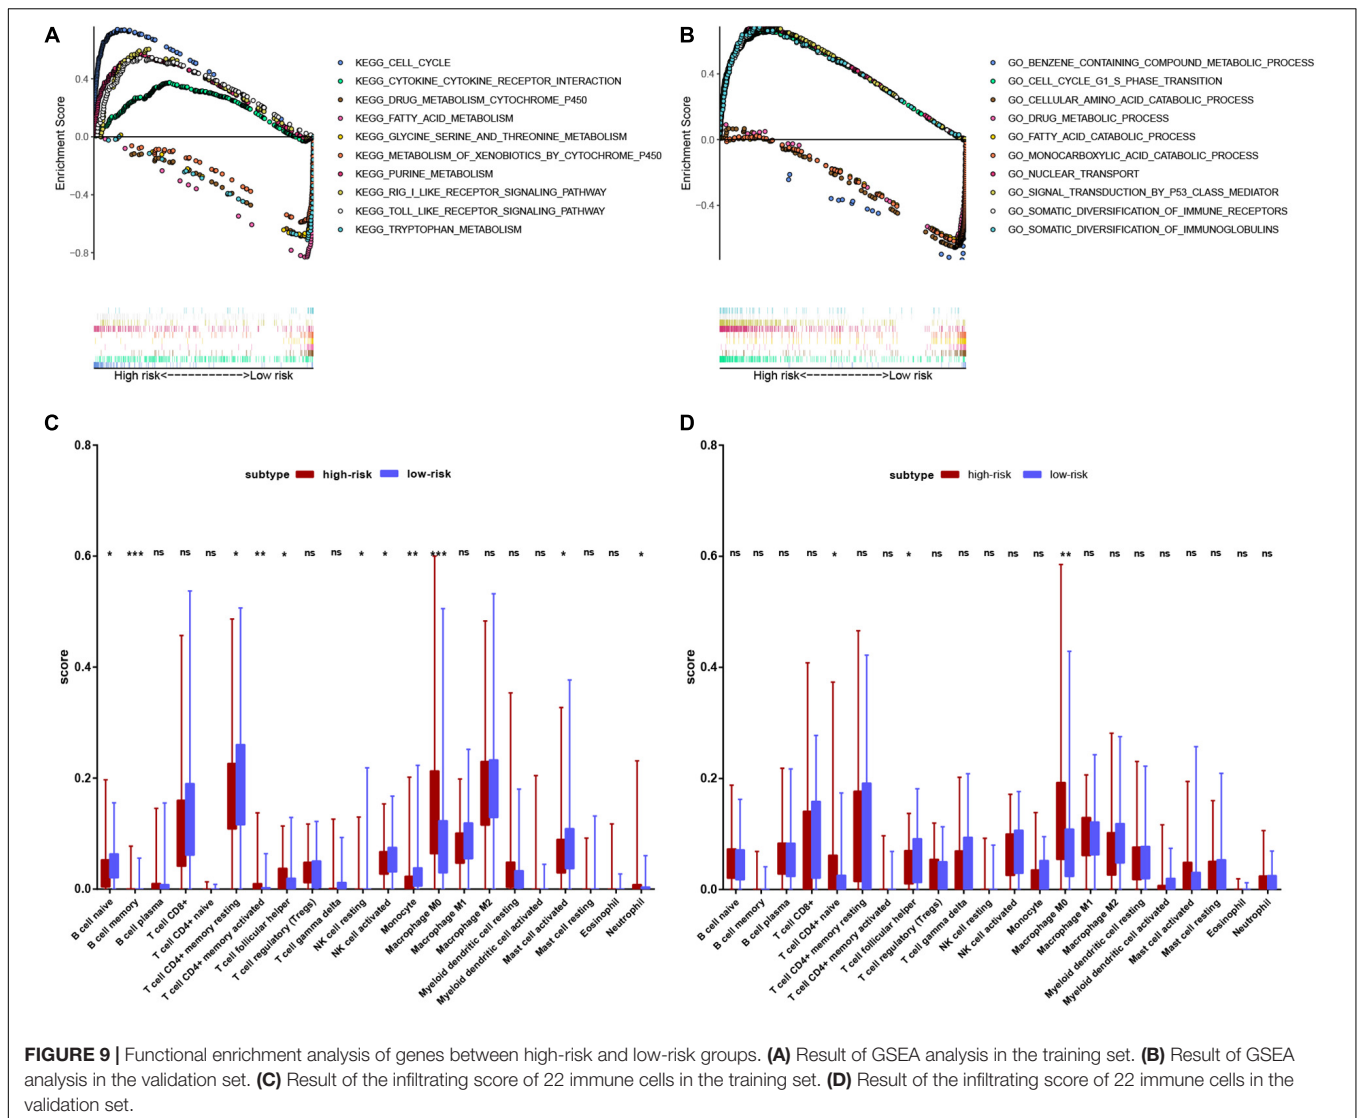 A
0.4
0.0
−0.4
−0.8
Enrichment Score
KEGG_CELL_CYCLE
KEGG_CYTOKINE_CYTOKINE_RECEPTOR_INTERACTION
KEGG_DRUG_METABOLISM_CYTOCHROME_P450
KEGG_FATTY_ACID_METABOLISM
KEGG_GLYCINE_SERINE_AND_THREONINE_METABOLISM
KEGG_METABOLISM_OF_XENOBIOTICS_BY_CYTOCHROME_P450
KEGG_PURINE_METABOLISM
KEGG_RIG_I_LIKE_RECEPTOR_SIGNALING_PATHWAY
KEGG_TOLL_LIKE_RECEPTOR_SIGNALING_PATHWAY
KEGG_TRYPTOPHAN_METABOLISM
High risk<----------->Low risk
B
0.4
0.0
−0.4
Enrichment Score
GO_BENZENE_CONTAINING_COMPOUND_METABOLIC_PROCESS
GO_CELL_CYCLE_G1_S_PHASE_TRANSITION
GO_CELLULAR_AMINO_ACID_CATABOLIC_PROCESS
GO_DRUG_METABOLIC_PROCESS
GO_FATTY_ACID_CATABOLIC_PROCESS
GO_MONOCARBOXYLIC_ACID_CATABOLIC_PROCESS
GO_NUCLEAR_TRANSPORT
GO_SIGNAL_TRANSDUCTION_BY_P53_CLASS_MEDIATOR
GO_SOMATIC_DIVERSIFICATION_OF_IMMUNE_RECEPTORS
GO_SOMATIC_DIVERSIFICATION_OF_IMMUNOGLOBULINS
High risk<----------->Low risk
C
0.8
0.6
0.4
0.2
0.0
score
subtype high-risk low-risk
* *** ns ns ns * ** * ns ns * * ** *** ns ns ns ns * ns ns *
B cell naive
B cell memory
B cell plasma
T cell CD8+
T cell CD4+ naive
T cell CD4+ memory resting
T cell CD4+ memory activated
T cell follicular helper
T cell regulatory (Tregs)
T cell gamma delta
NK cell resting
NK cell activated
Monocyte
Macrophage M0
Macrophage M1
Macrophage M2
Myeloid dendritic cell resting
Myeloid dendritic cell activated
Mast cell activated
Mast cell resting
Eosinophil
Neutrophil
D
0.8
0.6
0.4
0.2
0.0
score
subtype high-risk low-risk
ns ns ns ns * ns ns * ns ns ns ns ns ** ns ns ns ns ns ns ns ns
B cell naive
B cell memory
B cell plasma
T cell CD8+
T cell CD4+ naive
T cell CD4+ memory resting
T cell CD4+ memory activated
T cell follicular helper
T cell regulatory (Tregs)
T cell gamma delta
NK cell resting
NK cell activated
Monocyte
Macrophage M0
Macrophage M1
Macrophage M2
Myeloid dendritic cell resting
Myeloid dendritic cell activated
Mast cell activated
Mast cell resting
Eosinophil
Neutrophil
FIGURE 9 | Functional enrichment analysis of genes between high-risk and low-risk groups. (A) Result of GSEA analysis in the training set. (B) Result of GSEA
analysis in the validation set. (C) Result of the infiltrating score of 22 immune cells in the training set. (D) Result of the infiltrating score of 22 immune cells in the
validation set.